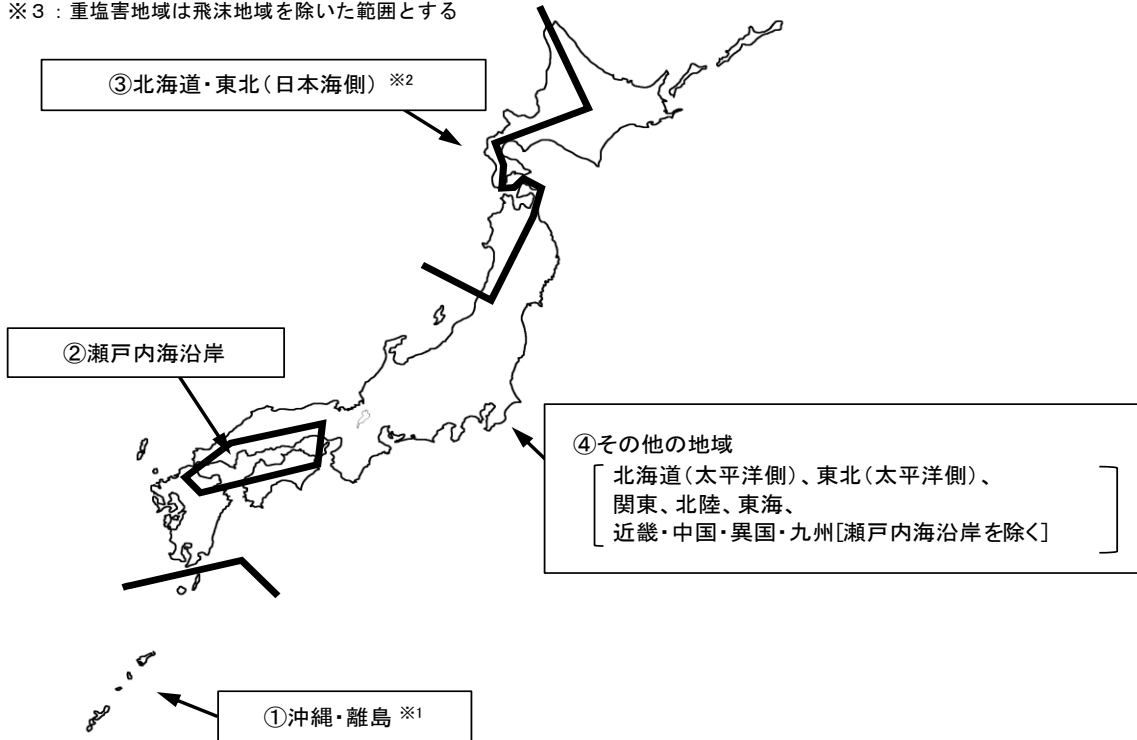 ※3：重塩害地域は飛沫地域を除いた範囲とする
③北海道・東北（日本海側）※2
②瀬戸内海沿岸
④その他の地域
北海道（太平洋側）、東北（太平洋側）、
関東、北陸、東海、
近畿・中国・異国・九州[瀬戸内海沿岸を除く]
①沖縄・離島 ※1